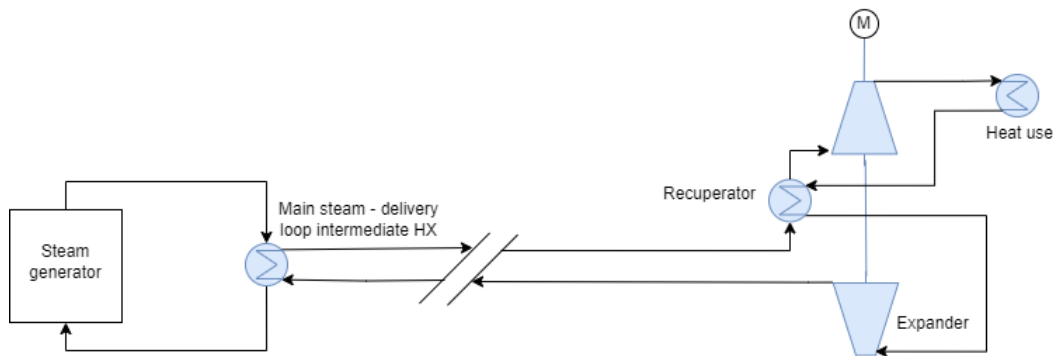 M
Heat use
Recuperator
Main steam - delivery
loop intermediate HX
Steam
generator
Expander